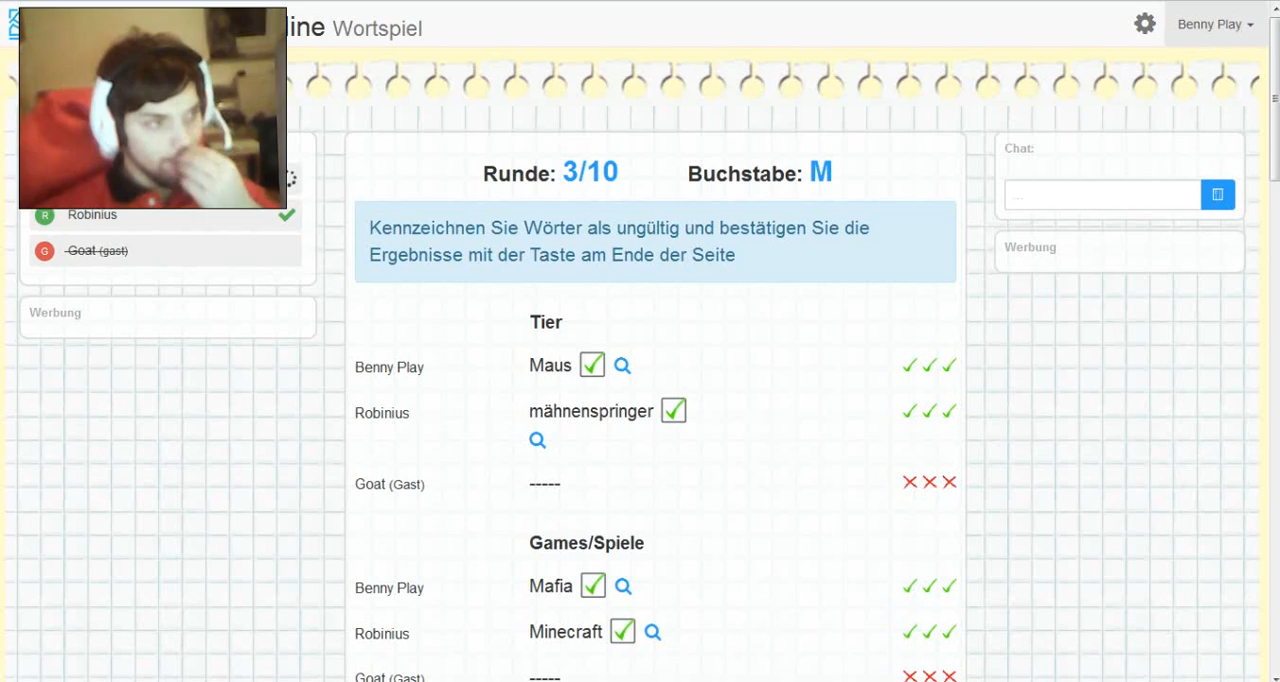 line Wortspiel
Benny Play
Runde: 3/10 Buchstabe: M
Chat:
...
Kennzeichnen Sie Wörter als ungültig und bestätigen Sie die
Ergebnisse mit der Taste am Ende der Seite
R Robinius
G Goat (gast)
Werbung
Werbung
Tier
Benny Play Maus
Robinius mähnenspringer
Goat (Gast) -----
Games/Spiele
Benny Play Mafia
Robinius Minecraft
Goat (Gast) -----